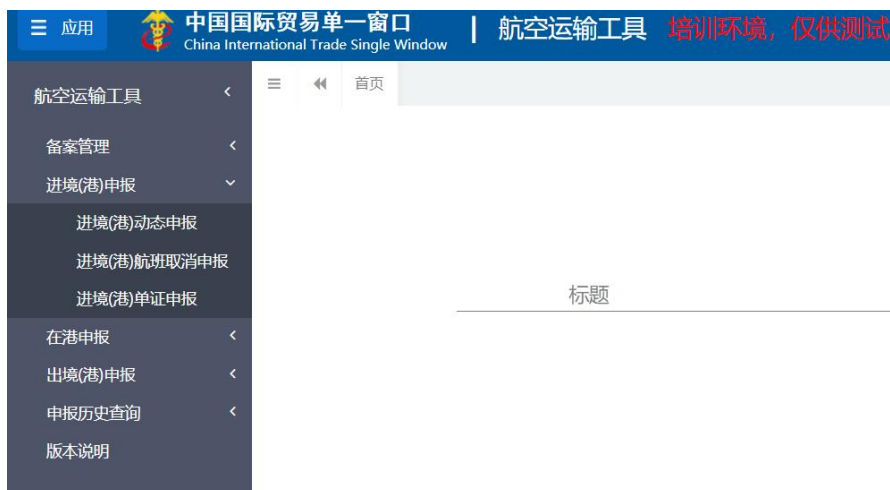 应用
中国国际贸易单一窗口
China International Trade Single Window
航空运输工具 培训环境，仅供测试
航空运输工具
首页
备案管理
进境(港)申报
进境(港)动态申报
进境(港)航班取消申报
进境(港)单证申报
标题
在港申报
出境(港)申报
申报历史查询
版本说明